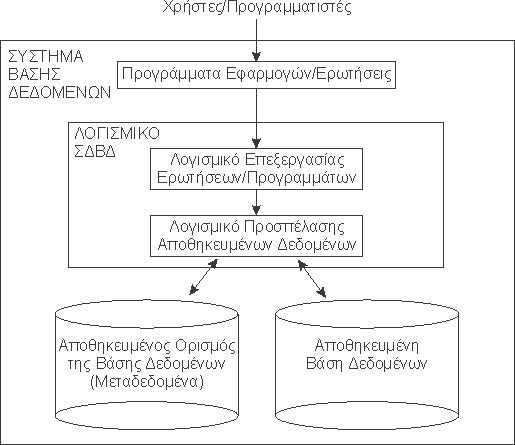 Χρήστες/Προγραμματιστές
ΣΥΣΤΗΜΑ
ΒΑΣΗΣ
ΔΕΔΟΜΕΝΩΝ
Προγράμματα Εφαρμογών/Ερωτήσεις
ΛΟΓΙΣΜΙΚΟ
ΣΔΒΔ
Λογισμικό Επεξεργασίας
Ερωτήσεων/Προγραμμάτων
Λογισμικό Προσπέλασης
Αποθηκευμένων Δεδομένων
Αποθηκευμένος Ορισμός
της Βάσης Δεδομένων
(Μεταδεδομένα)
Αποθηκευμένη
Βάση Δεδομένων